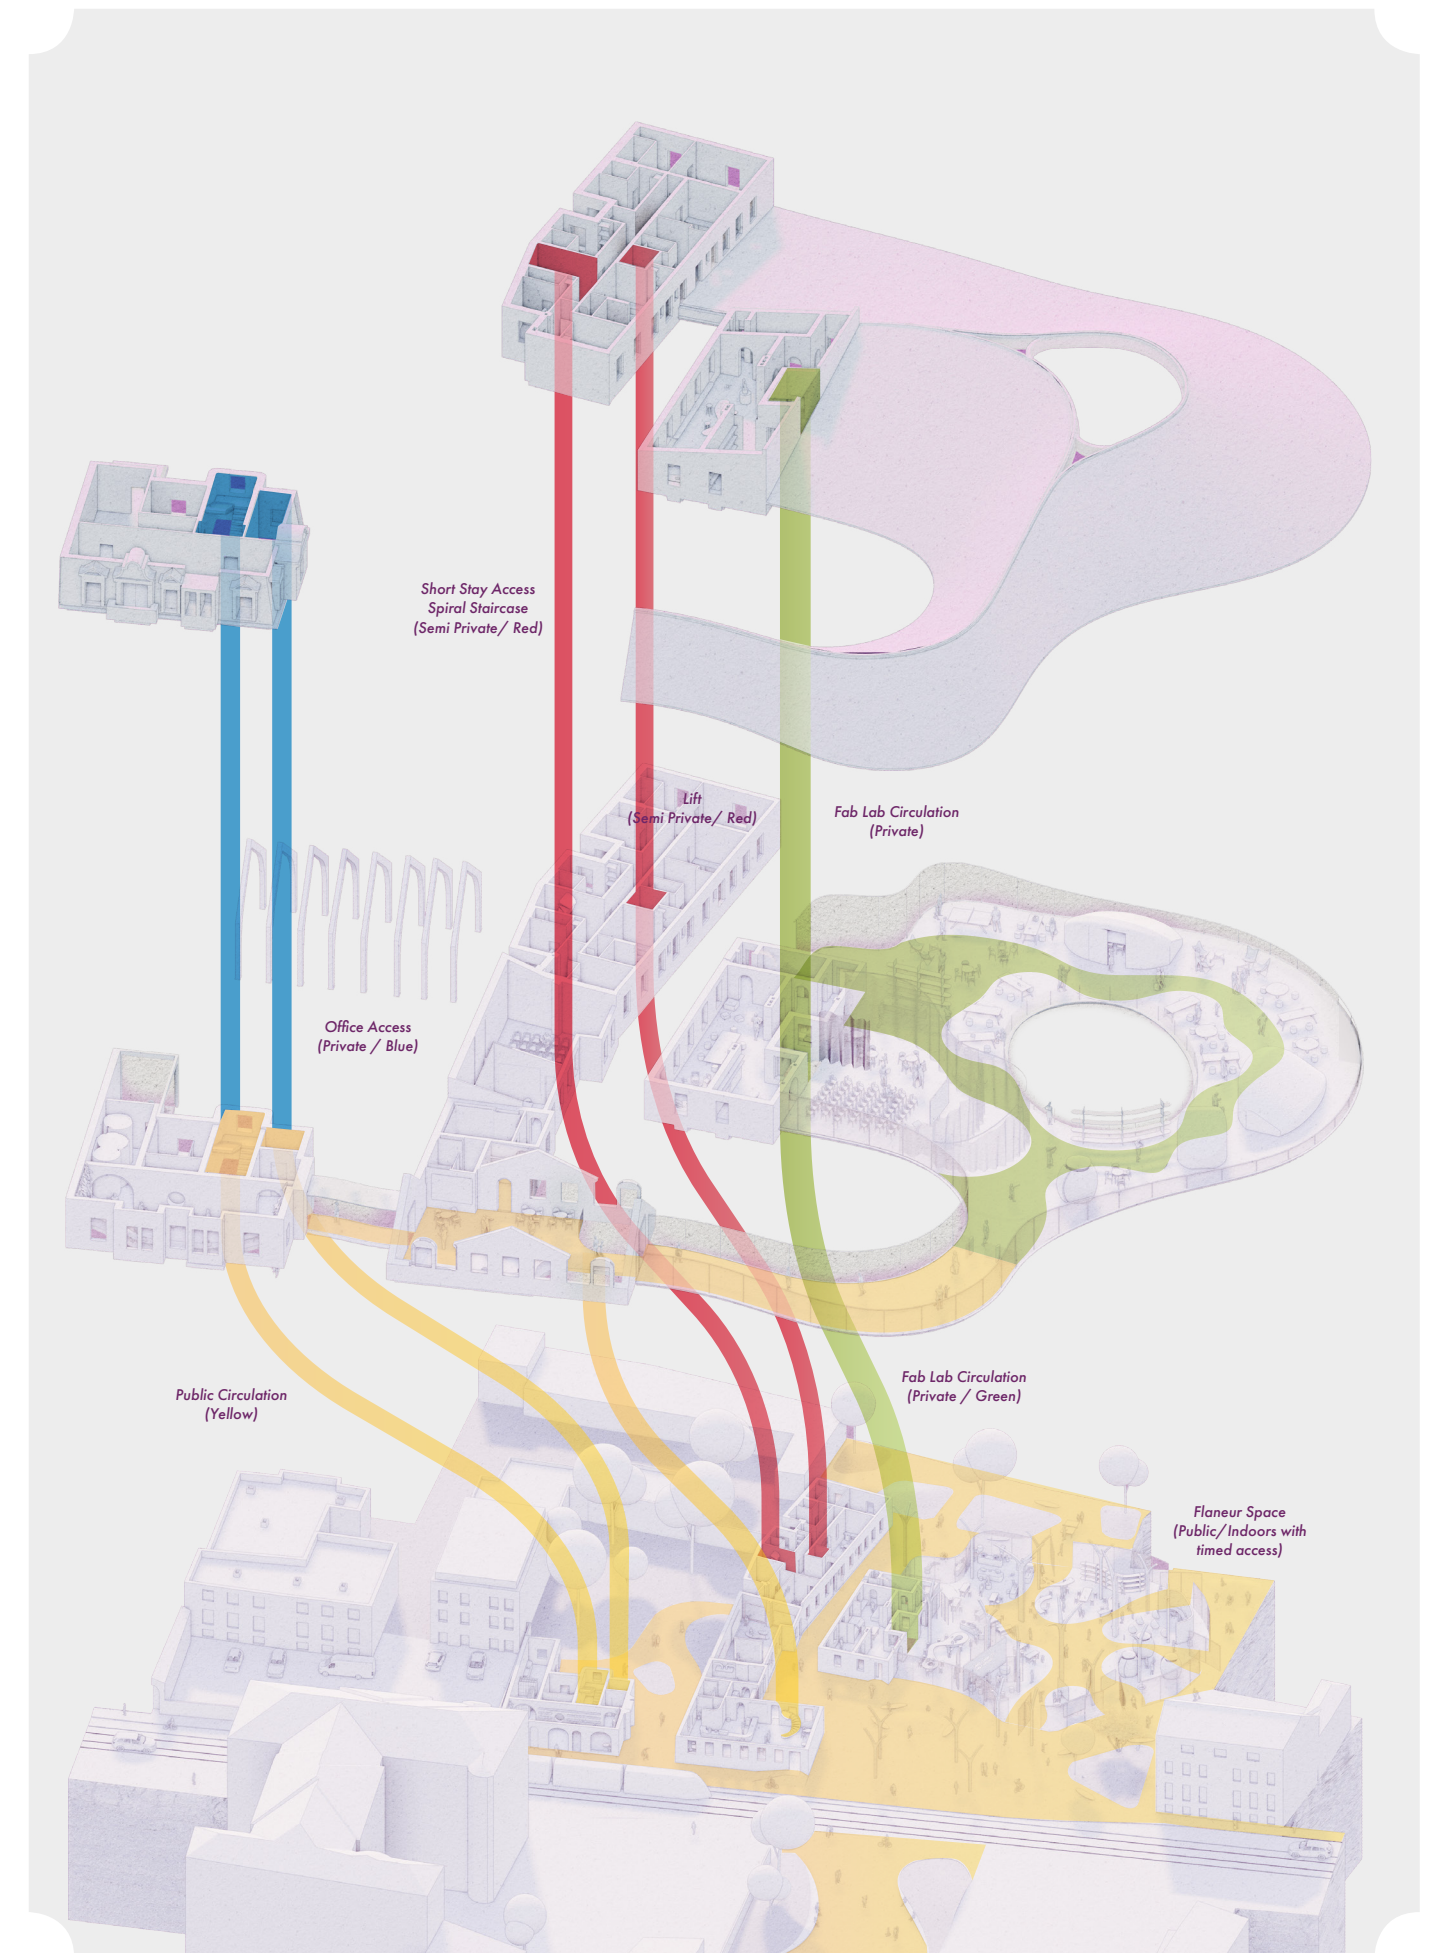 Short Stay Access
Spiral Staircase
(Semi Private/ Red)
Lift
(Semi Private/ Red)
Fab Lab Circulation
(Private)
Office Access
(Private / Blue)
Public Circulation
(Yellow)
Fab Lab Circulation
(Private / Green)
Flaneur Space
(Public/Indoors with
timed access)